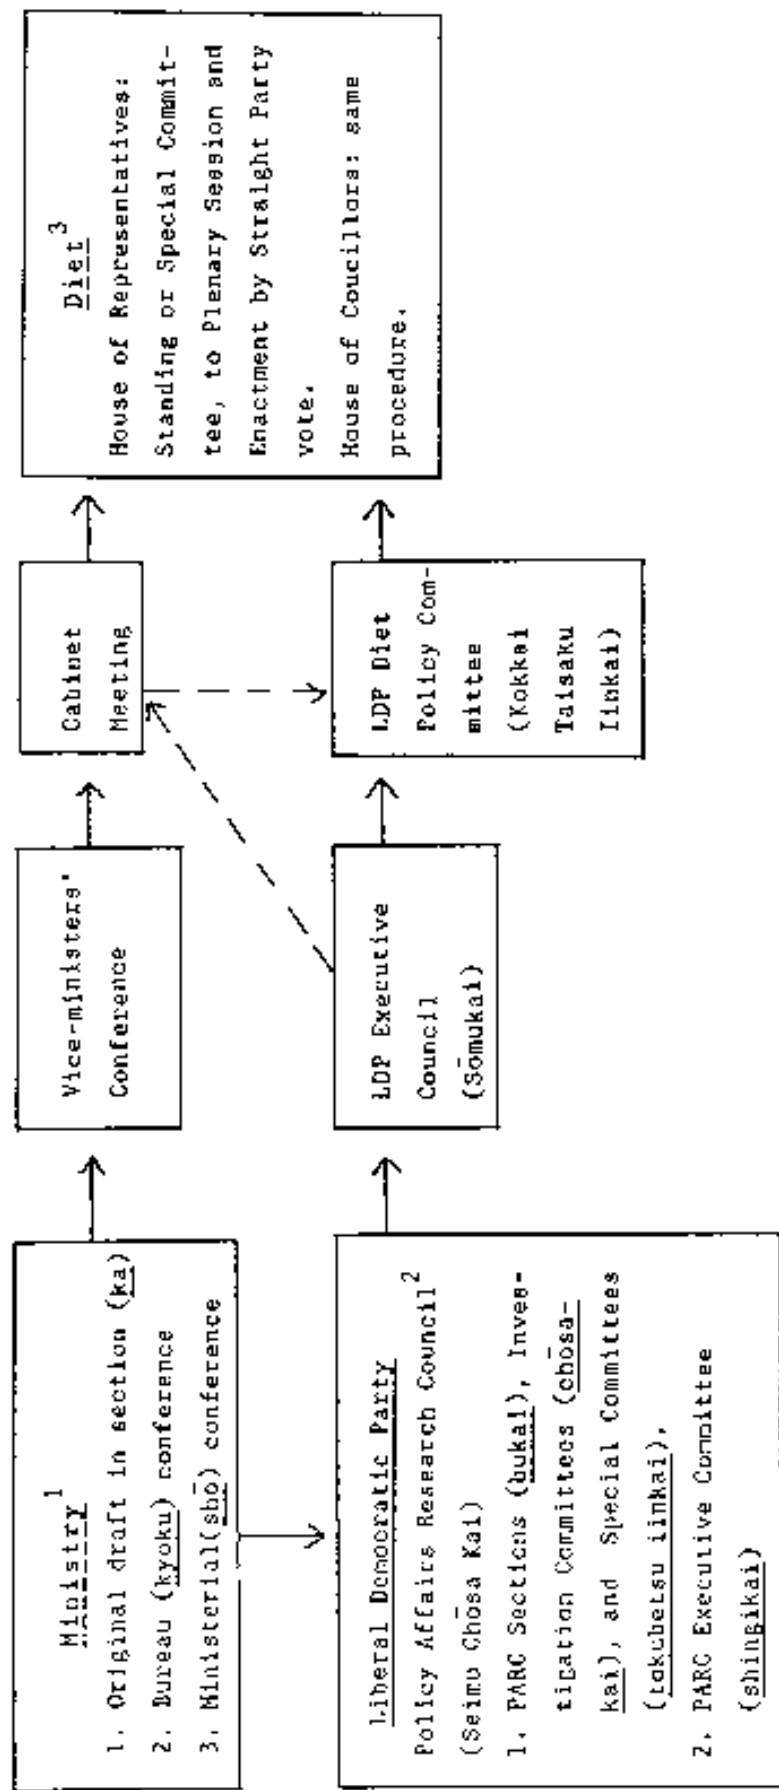 Ministry1
1. Original draft in section (ka)
2. Bureau (kyoku) conference
3. Ministerial(shō) conference
Liberal Democratic Party
Policy Affairs Research Council2
(Seimu Chōsa Kai)
1. PARC Sections (bukai), Inves-
tigation Committees (chōsa-
kai), and Special Committees
(tokubetsu iinkai).
2. PARC Executive Committee
(shingikai)
Vice-ministers'
Conference
LDP Executive
Council
(Sōmukai)
Cabinet
Meeting
LDP Diet
Policy Com-
mittee
(Kokkai
Taisaku
Iinkai)
Diet3
House of Representatives:
Standing or Special Commit-
tee, to Plenary Session and
Enactment by Straight Party
vote.
House of Coucillors: same
procedure.